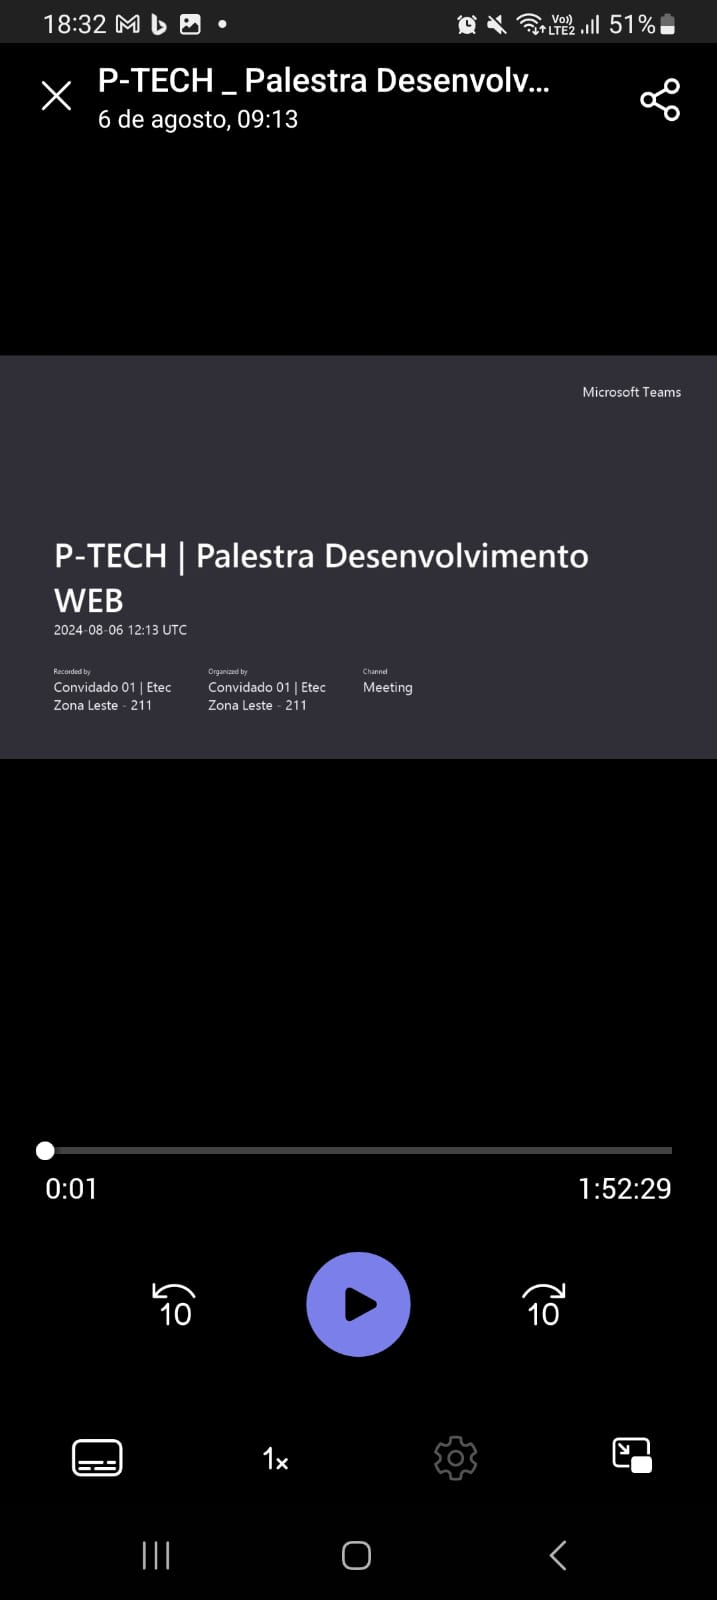 18:32
Vo))
LTE2
51%
P-TECH _ Palestra Desenvolv...
6 de agosto, 09:13
Microsoft Teams
P-TECH | Palestra Desenvolvimento
WEB
2024-08-06 12:13 UTC
Recorded by
Convidado 01 | Etec
Zona Leste - 211
Organized by
Convidado 01 | Etec
Zona Leste - 211
Channel
Meeting
0:01
1:52:29
10
10
1x